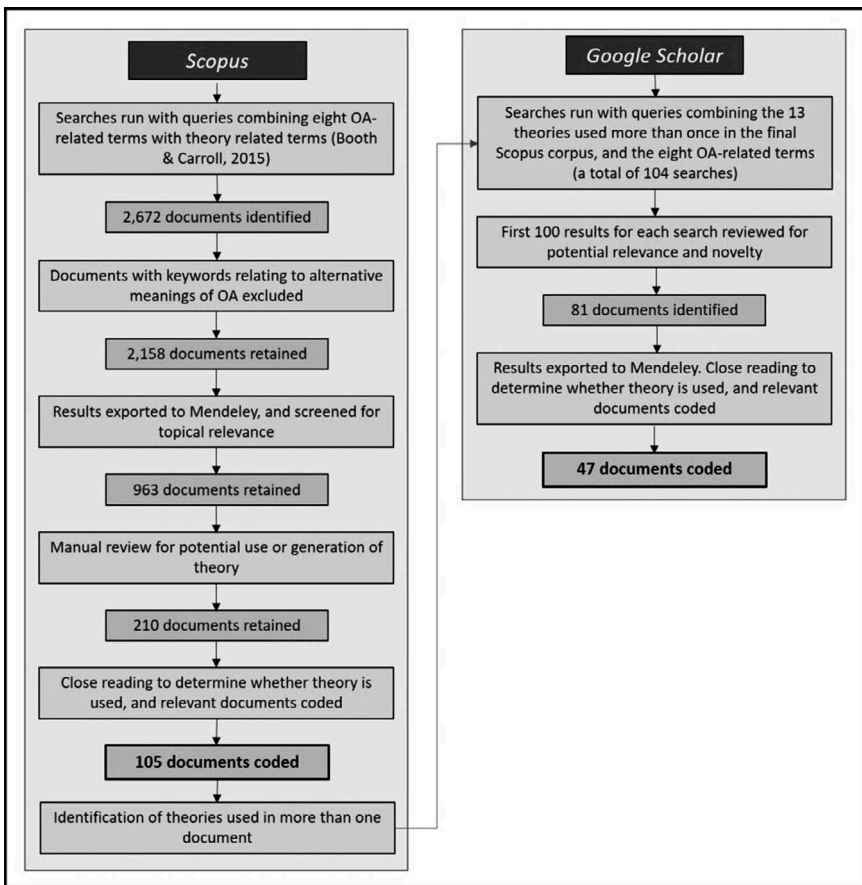 Scopus
Searches run with queries combining eight OA-
related terms with theory related terms (Booth
& Carroll, 2015)
2,672 documents identified
Documents with keywords relating to alternative
meanings of OA excluded
2,158 documents retained
Results exported to Mendeley, and screened for
topical relevance
963 documents retained
Manual review for potential use or generation of
theory
210 documents retained
Close reading to determine whether theory is
used, and relevant documents coded
105 documents coded
Identification of theories used in more than one
document
Google Scholar
Searches run with queries combining the 13
theories used more than once in the final
Scopus corpus, and the eight OA-related terms
(a total of 104 searches)
First 100 results for each search reviewed for
potential relevance and novelty
81 documents identified
Results exported to Mendeley. Close reading to
determine whether theory is used, and relevant
documents coded
47 documents coded